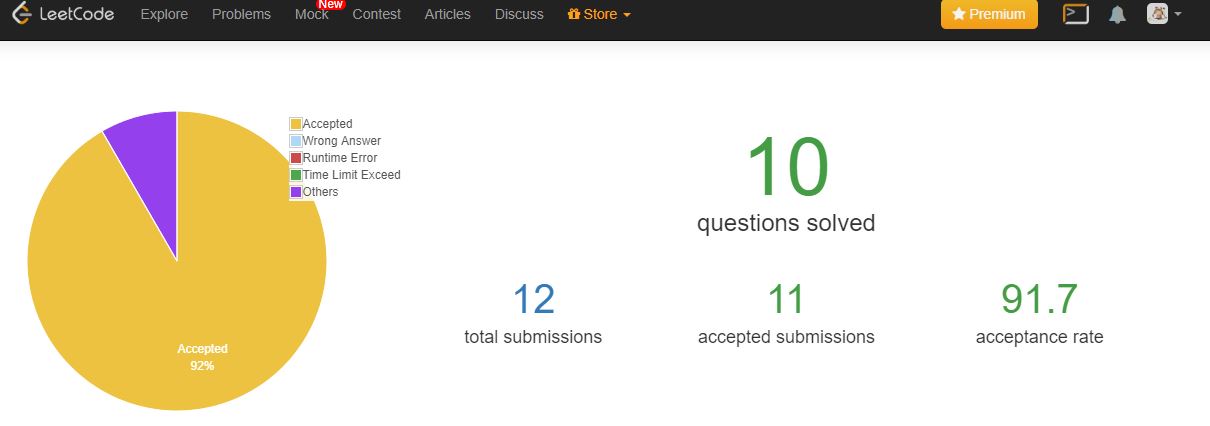 LeetCode Explore Problems Mock New Contest Articles Discuss Store Premium
Accepted
Wrong Answer
Runtime Error
Time Limit Exceed
Others
Accepted
92%
10
questions solved
12
total submissions
11
accepted submissions
91.7
acceptance rate